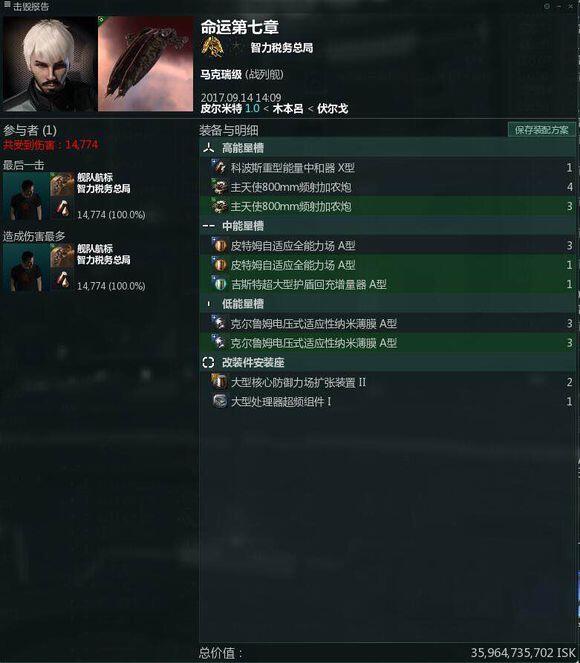 击毁报告
命运第七章
智力税务总局
马克瑞级 (战列舰)
2017.09.14 14:09
皮尔米特 1.0 < 木本吕 < 伏尔戈
参与者 (1)
共受到伤害：14,774
最后一击
舰队航标
智力税务总局
14,774 (100.0%)
造成伤害最多
舰队航标
智力税务总局
14,774 (100.0%)
装备与明细
保存装配方案
高能量槽
科波斯重型能量中和器 X型 1
主天使800mm频射加农炮 4
主天使800mm频射加农炮 3
中能量槽
皮特姆自适应全能力场 A型 3
皮特姆自适应全能力场 A型 1
吉斯特超大型护盾回充增量器 A型 1
低能量槽
克尔鲁姆电压式适应性纳米薄膜 A型 3
克尔鲁姆电压式适应性纳米薄膜 A型 3
改装件安装座
大型核心防御力场扩张装置 II 2
大型处理器超频组件 I 1
总价值： 35,964,735,702 ISK